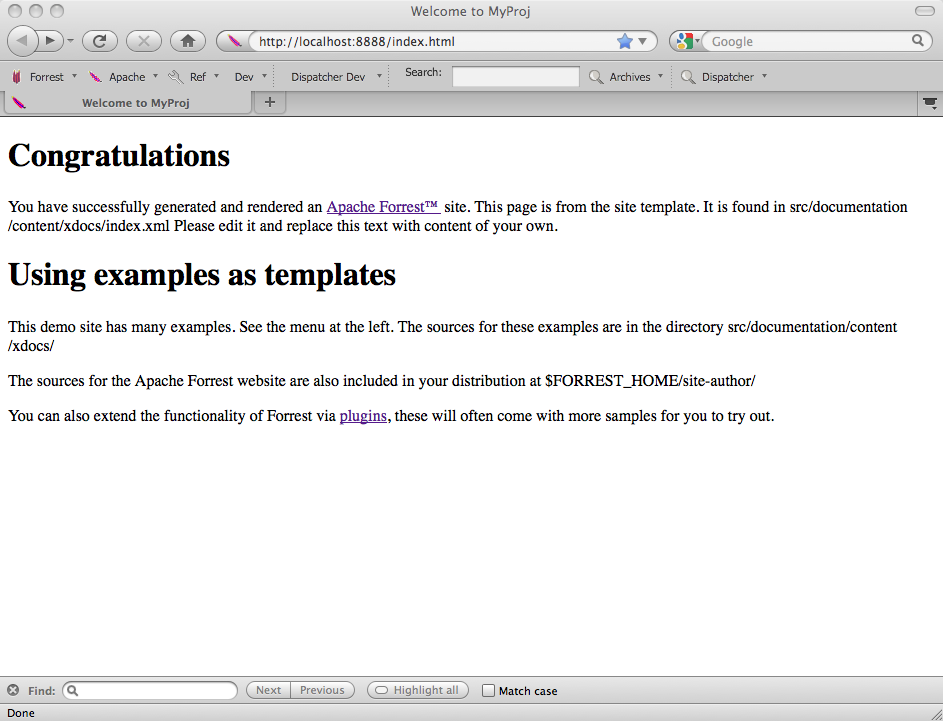 Welcome to MyProj
http://localhost:8888/index.html
Google
Forrest Apache Ref Dev Dispatcher Dev Search: Archives Dispatcher
Welcome to MyProj
Congratulations
You have successfully generated and rendered an Apache Forrest™ site. This page is from the site template. It is found in src/documentation
/content/xdocs/index.xml Please edit it and replace this text with content of your own.
Using examples as templates
This demo site has many examples. See the menu at the left. The sources for these examples are in the directory src/documentation/content
/xdocs/
The sources for the Apache Forrest website are also included in your distribution at $FORREST_HOME/site-author/
You can also extend the functionality of Forrest via plugins, these will often come with more samples for you to try out.
Find: Next Previous Highlight all Match case
Done